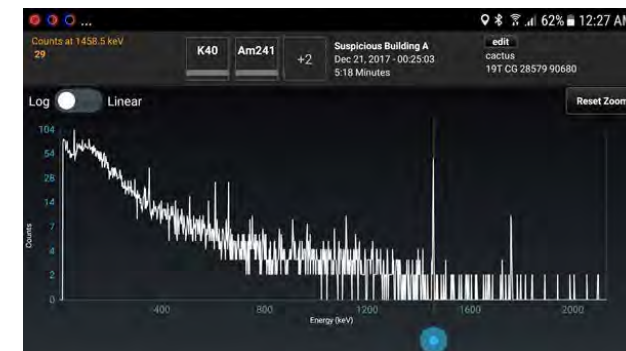 ... 62% 12:27 AM
Counts at 1458.5 keV
29
K40
Am241
+2
Suspicious Building A
Dec 21, 2017 - 00:25:03
5:18 Minutes
edit
cactus
19T CG 28579 90680
Log Linear
Reset Zoom
104
54
28
14
7
4
2
0
Counts
400 800 1200 1600 2000
Energy (keV)